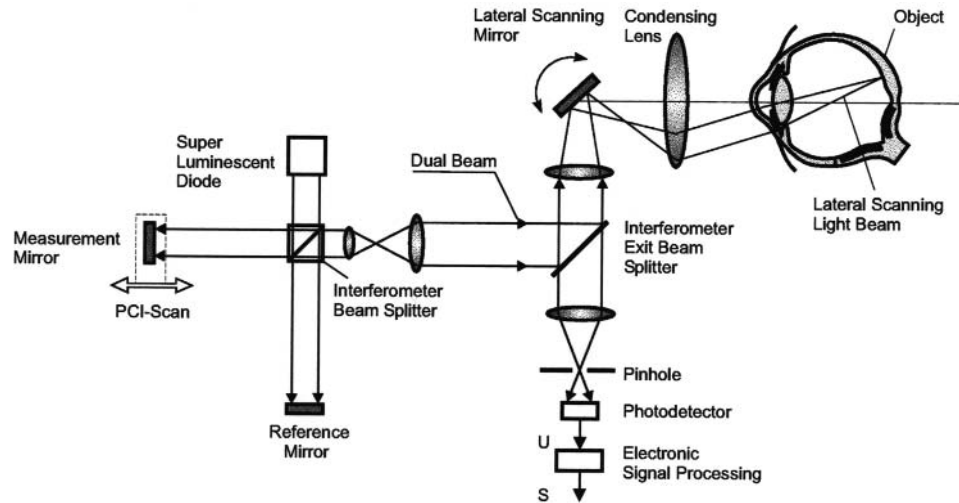 Lateral Scanning
Mirror
Condensing
Lens
Object
Super
Luminescent
Diode
Dual Beam
Lateral Scanning
Light Beam
Measurement
Mirror
Interferometer
Exit Beam
Splitter
PCI-Scan
Interferometer
Beam Splitter
Pinhole
Photodetector
Reference
Mirror
U
Electronic
Signal Processing
S